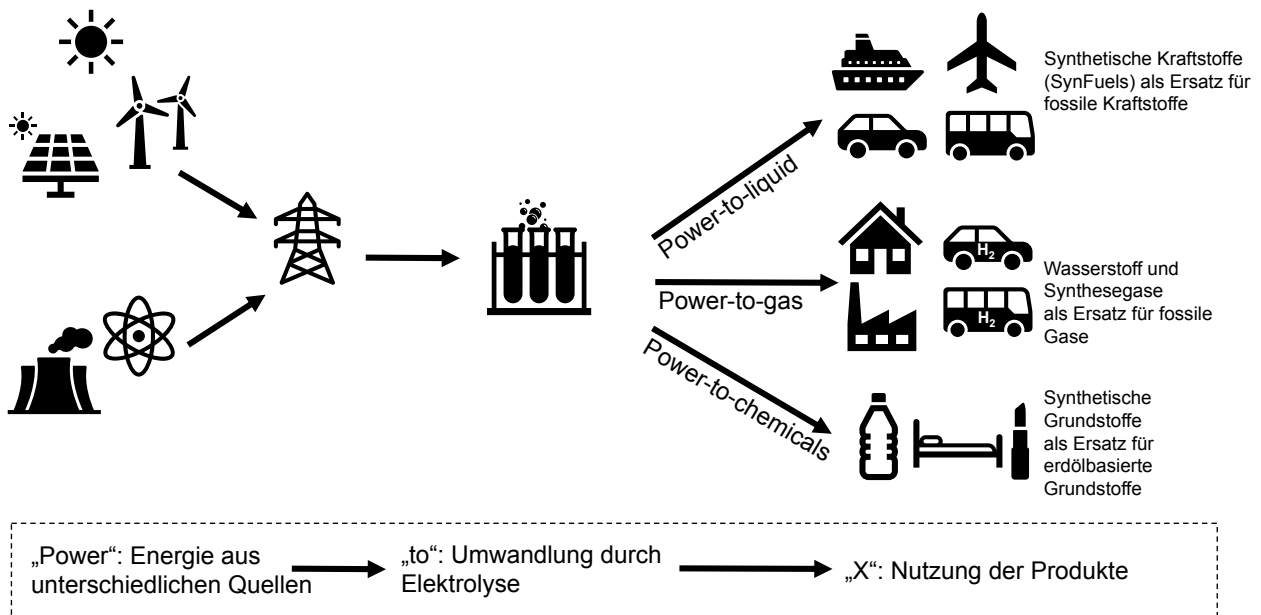 Synthetische Kraftstoffe
(SynFuels) als Ersatz für
fossile Kraftstoffe
Power-to-liquid
H2
Wasserstoff und
Synthesegase
als Ersatz für fossile
Gase
Power-to-gas
H2
Power-to-chemicals
Synthetische
Grundstoffe
als Ersatz für
erdölbasierte
Grundstoffe
„Power“: Energie aus
unterschiedlichen Quellen
„to“: Umwandlung durch
Elektrolyse
„X“: Nutzung der Produkte